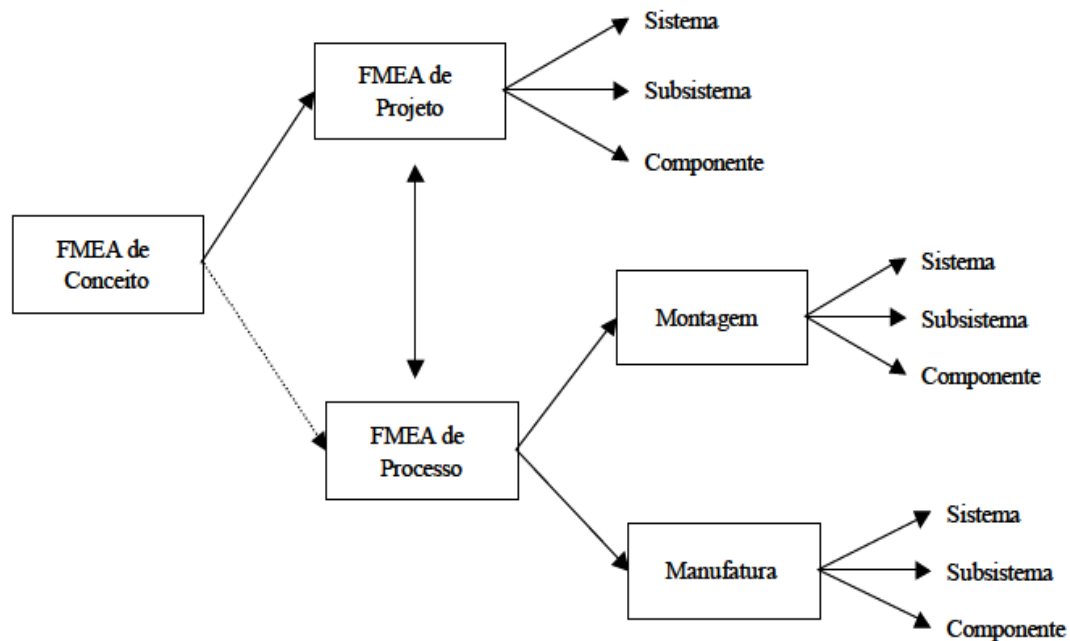 FMEA de
Projeto
Sistema
Subsistema
Componente
FMEA de
Conceito
Montagem
Sistema
Subsistema
Componente
FMEA de
Processo
Manufatura
Sistema
Subsistema
Componente